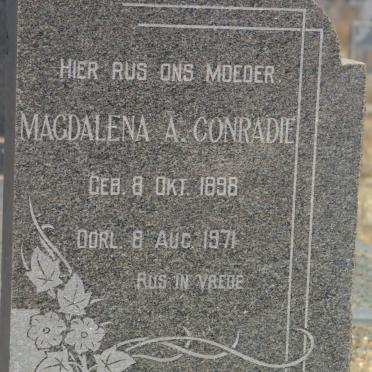 HIER RUS ONS MOEDER
MAGDALENA A. CONRADIE
GEB. 8 OKT. 1898
OORL. 8 AUG. 1971
RUS IN VREDE